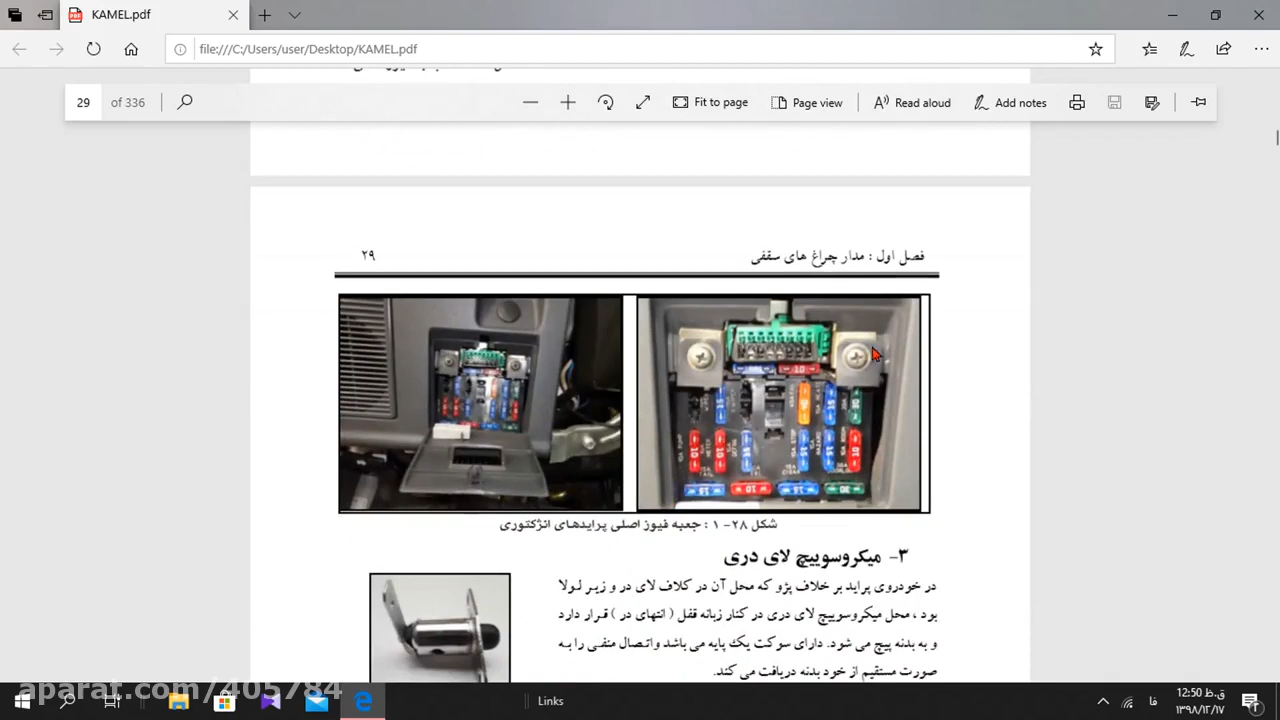 KAMEL.pdf
file:///C:/Users/user/Desktop/KAMEL.pdf
29 of 336
Fit to page
Page view
Read aloud
Add notes
فصل اول : مدار چراغ های سقفی
۲۹
شکل ۲۸- ۱ : جعبه فیوز اصلی پرایدهای انژکتوری
۳- میکروسوییچ لای دری
در خودروی پراید بر خلاف پژو که محل آن در کلاف لای در و زیر لولا
بود ، محل میکروسوییچ لای دری در کنار زبانه قفل ( انتهای در ) قرار دارد
و به بدنه پیچ می شود. دارای سوکت یک پایه می باشد واتصال منفی را به
صورت مستقیم از خود بدنه دریافت می کند.
aparat.com/405784
Links
فا
12:50 ق.ظ
۱۳۹۸/۱۲/۱۷